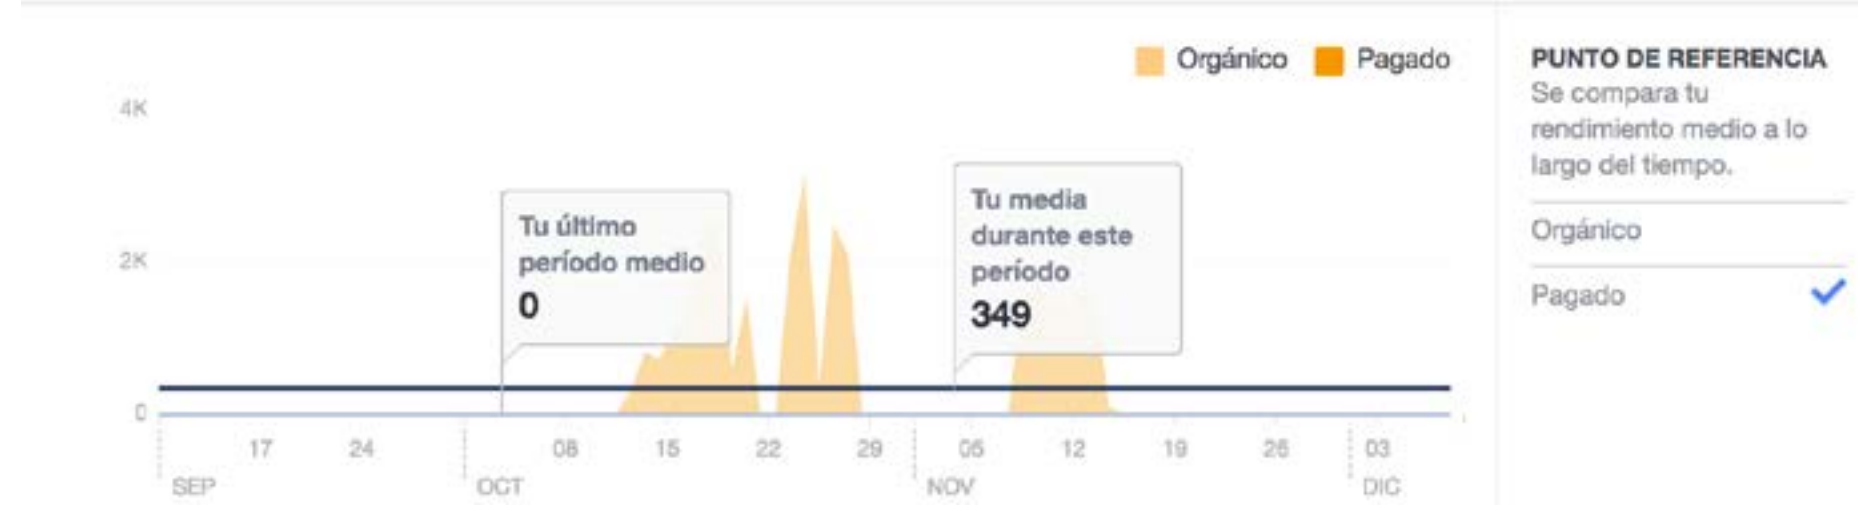 Orgánico Pagado
4K
2K
0
Tu último
período medio
0
Tu media
durante este
período
349
17 24 08 15 22 29 05 12 19 26 03
SEP OCT NOV DIC
PUNTO DE REFERENCIA
Se compara tu
rendimiento medio a lo
largo del tiempo.
Orgánico
Pagado